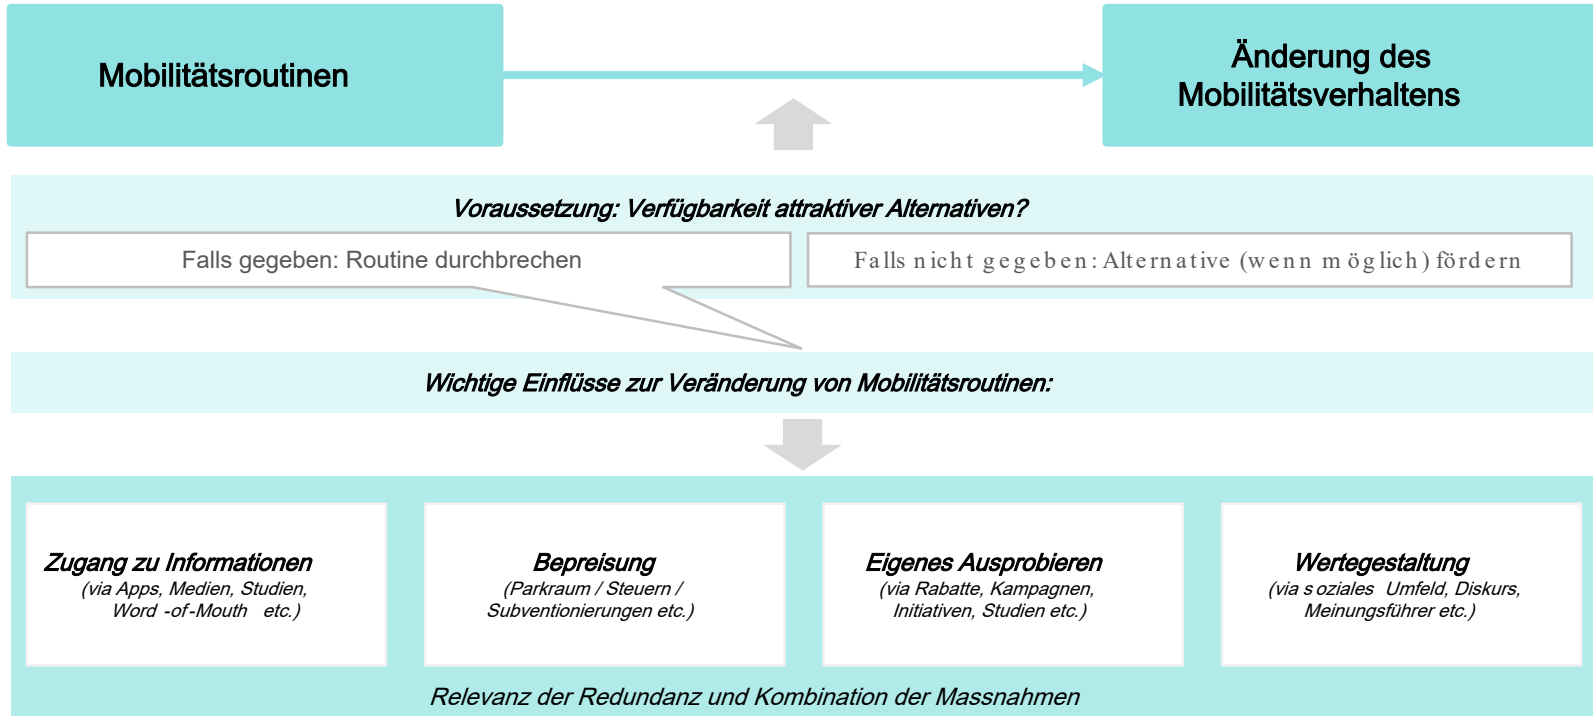 Mobilitätsroutinen
Änderung des
Mobilitätsverhaltens
Voraussetzung: Verfügbarkeit attraktiver Alternativen?
Falls gegeben: Routine durchbrechen
Falls nicht gegeben: Alternative (wenn möglich) fördern
Wichtige Einflüsse zur Veränderung von Mobilitätsroutinen:
Zugang zu Informationen
(via Apps, Medien, Studien,
Word-of-Mouth etc.)
Bepreisung
(Parkraum / Steuern /
Subventionierungen etc.)
Eigenes Ausprobieren
(via Rabatte, Kampagnen,
Initiativen, Studien etc.)
Wertegestaltung
(via soziales Umfeld, Diskurs,
Meinungsführer etc.)
Relevanz der Redundanz und Kombination der Massnahmen